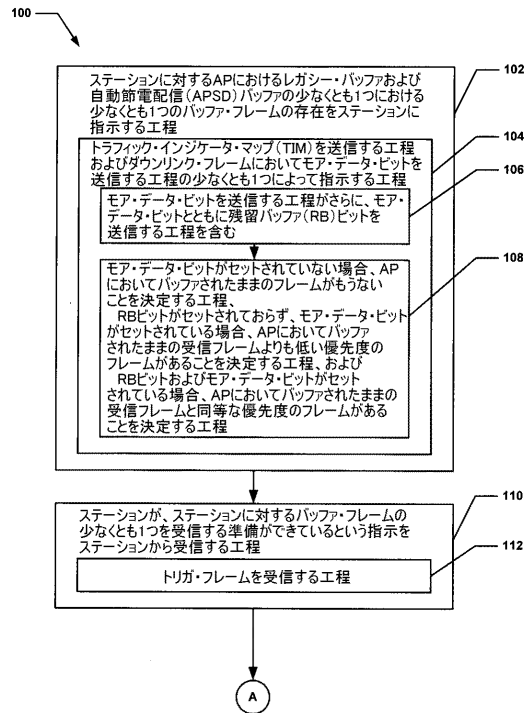 100
ステーションに対するAPにおけるレガシー・バッファおよび
自動節電配信(APSD)バッファの少なくとも1つにおける
少なくとも1つのバッファ・フレームの存在をステーションに
指示する工程
102
トラフィック・インジケータ・マップ(TIM)を送信する工程
およびダウンリンク・フレームにおいてモア・データ・ビットを
送信する工程の少なくとも1つによって指示する工程
104
モア・データ・ビットを送信する工程がさらに、モア・
データ・ビットとともに残留バッファ(RB)ビットを
送信する工程を含む
106
モア・データ・ビットがセットされていない場合、AP
においてバッファされたままのフレームがもうない
ことを決定する工程、
RBビットがセットされておらず、モア・データ・ビット
がセットされている場合、APにおいてバッファ
されたままの受信フレームよりも低い優先度の
フレームがあることを決定する工程、および
RBビットおよびモア・データ・ビットがセット
されている場合、APにおいてバッファされたままの
受信フレームと同等な優先度のフレームがある
ことを決定する工程
108
ステーションが、ステーションに対するバッファ・フレームの
少なくとも1つを受信する準備ができているという指示を
ステーションから受信する工程
110
トリガ・フレームを受信する工程
112
A